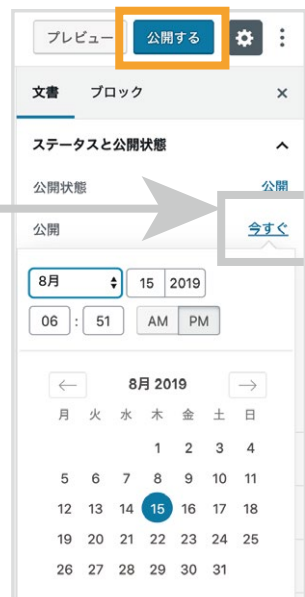 プレビュー 公開する
文書 ブロック ×
ステータスと公開状態
公開状態 公開
公開 今すぐ
8月 15 2019
06 : 51 AM PM
← 8月 2019 →
月 火 水 木 金 土 日
1 2 3 4
5 6 7 8 9 10 11
12 13 14 15 16 17 18
19 20 21 22 23 24 25
26 27 28 29 30 31